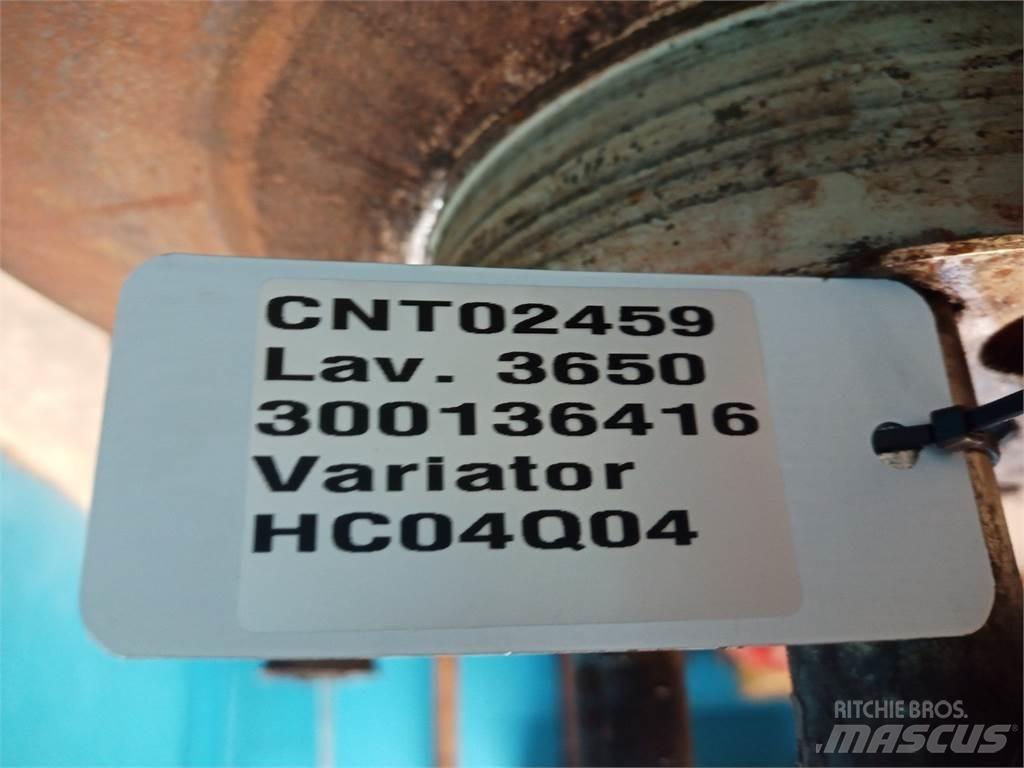 CNT02459
Lav. 3650
300136416
Variator
HC04Q04
RITCHIE BROS.
MASCUS